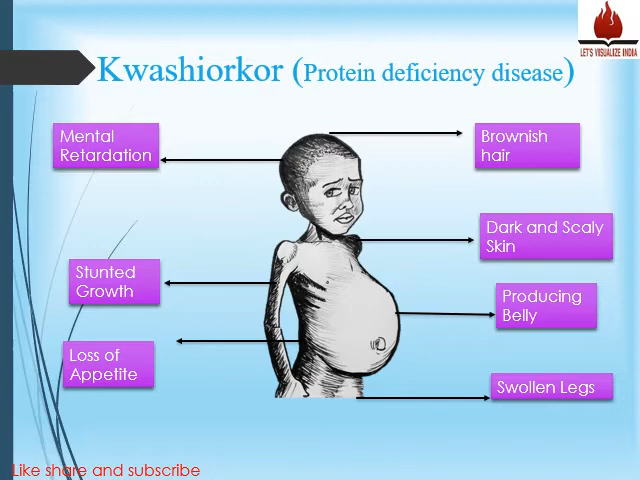 LET'S VISUALIZE INDIA
Kwashiorkor (Protein deficiency disease)
Mental
Retardation
Brownish
hair
Dark and Scaly
Skin
Stunted
Growth
Producing
Belly
Loss of
Appetite
Swollen Legs
Like share and subscribe